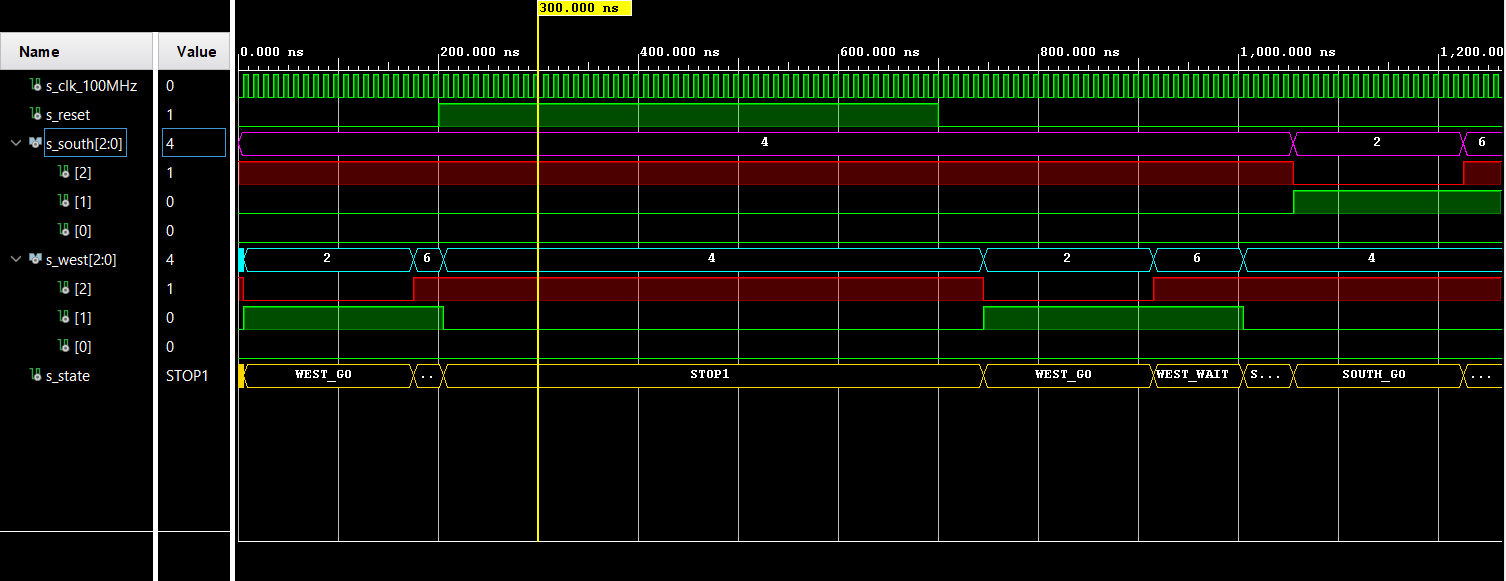 300.000 ns
Name Value
0.000 ns 200.000 ns 400.000 ns 600.000 ns 800.000 ns 1,000.000 ns 1,200.00
s_clk_100MHz 0
s_reset 1
s_south[2:0] 4 4 2 6
[2] 1
[1] 0
[0] 0
s_west[2:0] 4 2 6 4 2 6 4
[2] 1
[1] 0
[0] 0
s_state STOP1 WEST_GO .. STOP1 WEST_GO WEST_WAIT S... SOUTH_GO ...